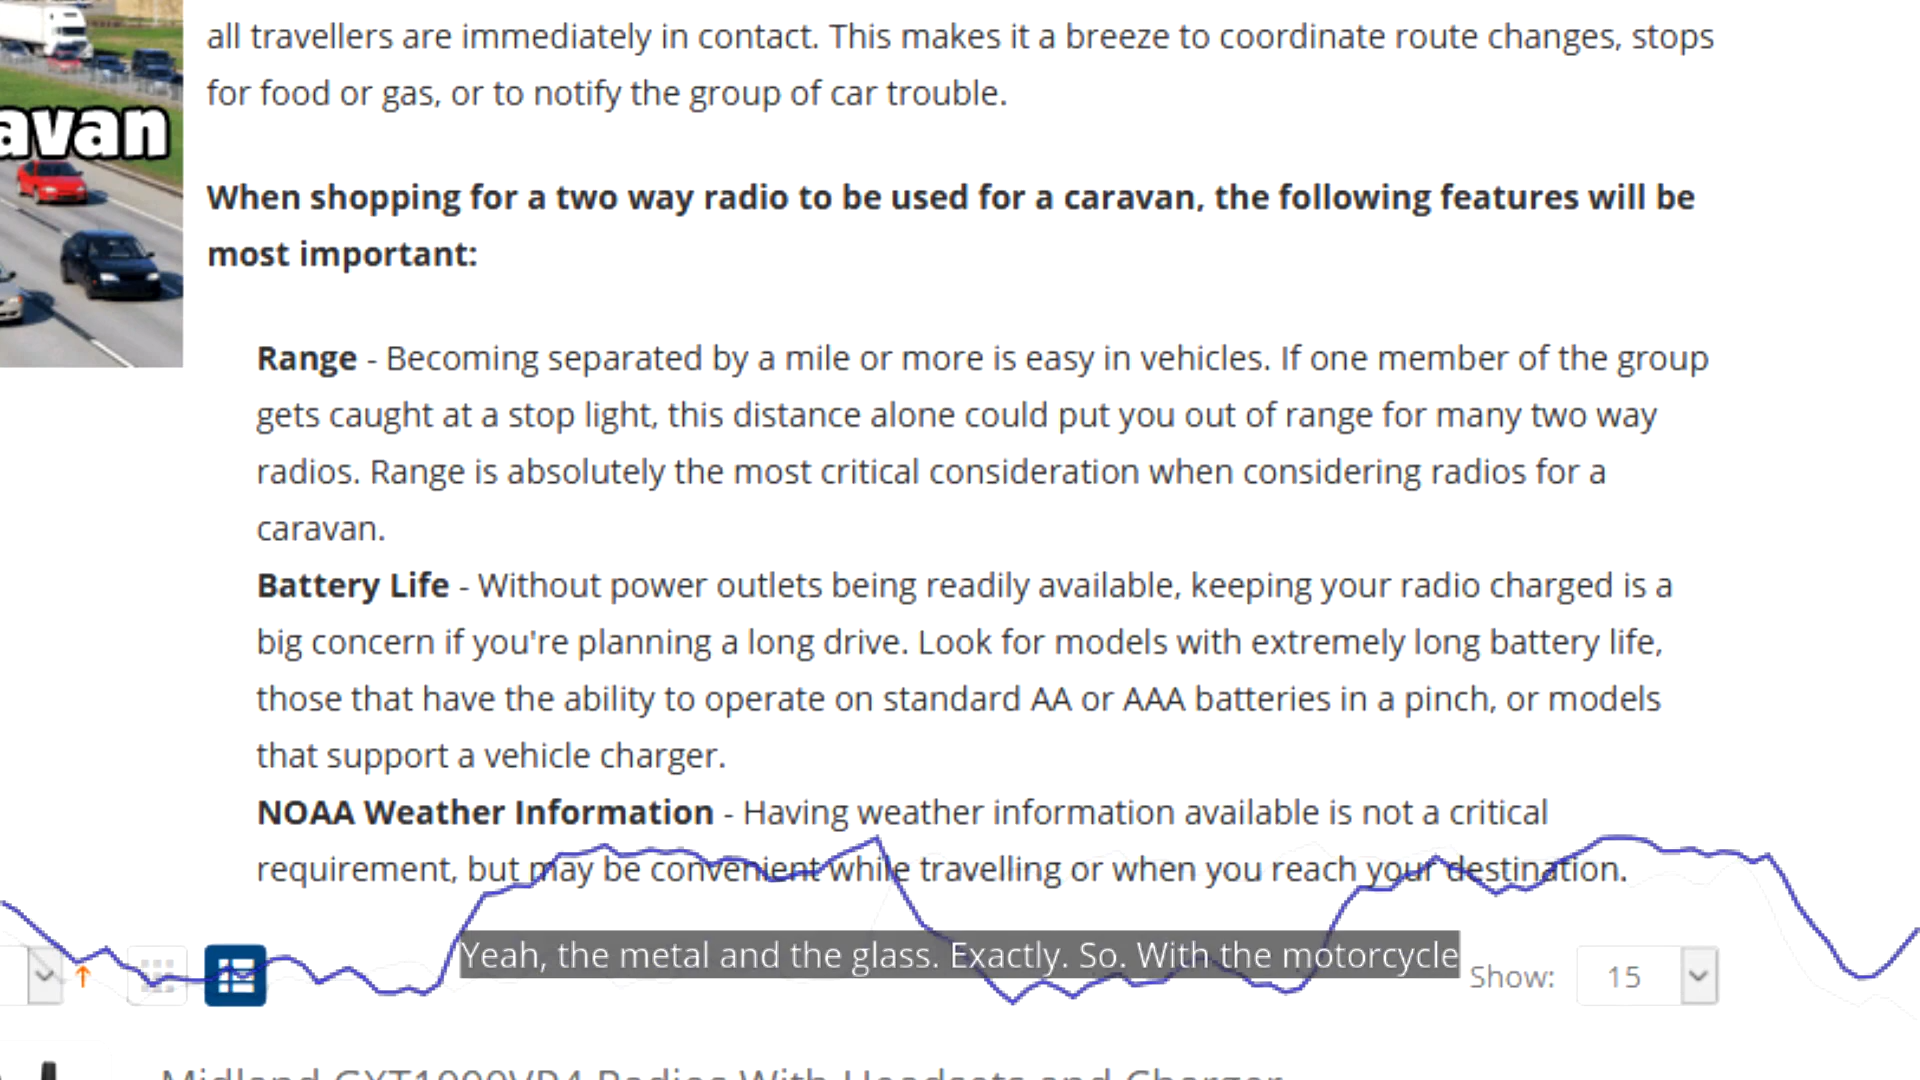 all travellers are immediately in contact. This makes it a breeze to coordinate route changes, stops
for food or gas, or to notify the group of car trouble.
avan
When shopping for a two way radio to be used for a caravan, the following features will be
most important:
Range - Becoming separated by a mile or more is easy in vehicles. If one member of the group
gets caught at a stop light, this distance alone could put you out of range for many two way
radios. Range is absolutely the most critical consideration when considering radios for a
caravan.
Battery Life - Without power outlets being readily available, keeping your radio charged is a
big concern if you're planning a long drive. Look for models with extremely long battery life,
those that have the ability to operate on standard AA or AAA batteries in a pinch, or models
that support a vehicle charger.
NOAA Weather Information - Having weather information available is not a critical
requirement, but may be convenient while travelling or when you reach your destination.
Yeah, the metal and the glass. Exactly. So. With the motorcycle
Show: 15
Midland GXT1000VP4 Radios With Headsets and Charger